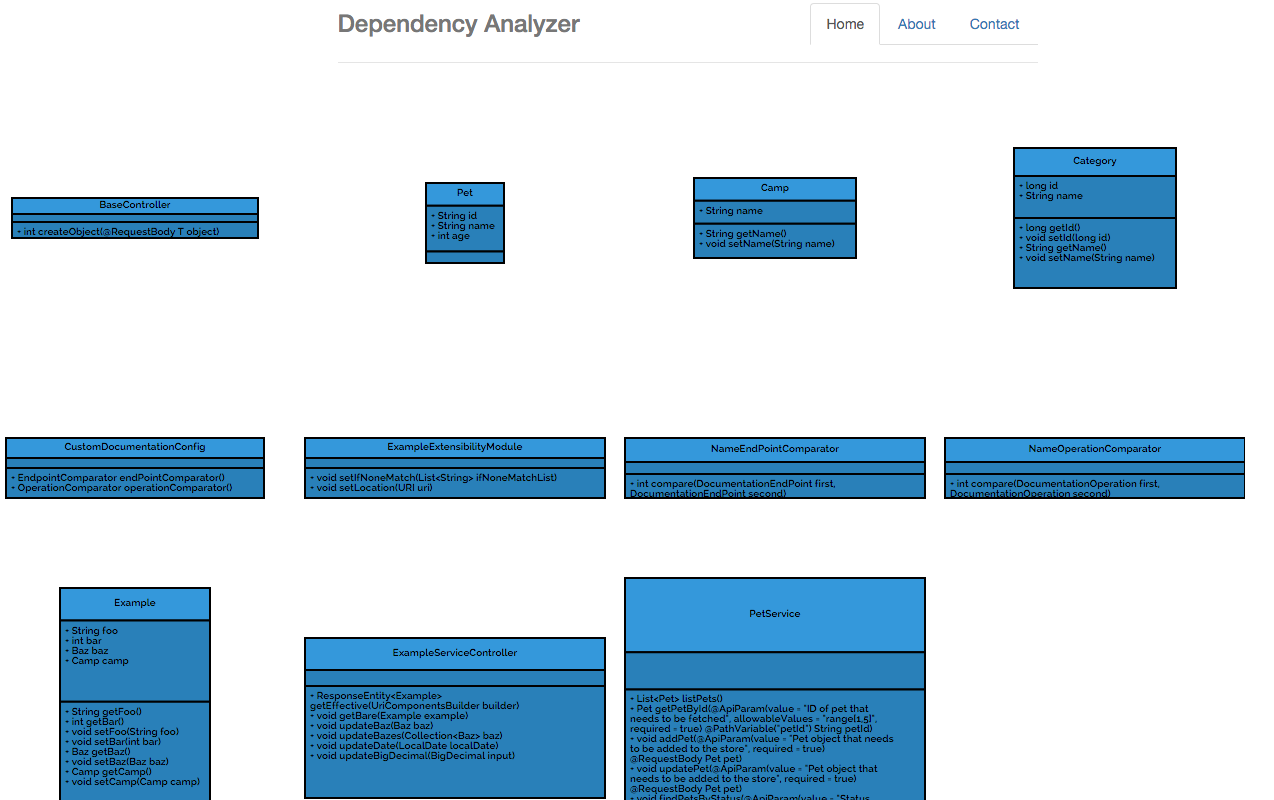 Dependency Analyzer
Home
About
Contact
BaseController
+ int createObject(@RequestBody T object)
Pet
+ String id
+ String name
+ int age
Camp
+ String name
+ String getName()
+ void setName(String name)
Category
+ long id
+ String name
+ long getId()
+ void setId(long id)
+ String getName()
+ void setName(String name)
CustomDocumentationConfig
+ EndpointComparator endPointComparator()
+ OperationComparator operationComparator()
ExampleExtensibilityModule
+ void setIfNoneMatch(List<String> ifNoneMatchList)
+ void setLocation(URI uri)
NameEndPointComparator
+ int compare(DocumentationEndPoint first,
DocumentationEndPoint second)
NameOperationComparator
+ int compare(DocumentationOperation first,
DocumentationOperation second)
Example
+ String foo
+ int bar
+ Baz baz
+ Camp camp
+ String getFoo()
+ int getBar()
+ void setFoo(String foo)
+ void setBar(int bar)
+ Baz getBaz()
+ void setBaz(Baz baz)
+ Camp getCamp()
+ void setCamp(Camp camp)
ExampleServiceController
+ ResponseEntity<Example>
getEffective(UriComponentsBuilder builder)
+ void getBare(Example example)
+ void updateBaz(Baz baz)
+ void updateBazes(Collection<Baz> baz)
+ void updateDate(LocalDate localDate)
+ void updateBigDecimal(BigDecimal input)
PetService
+ List<Pet> listPets()
+ Pet getPetById(@ApiParam(value = "ID of pet that
needs to be fetched", allowableValues = "range[1,5]",
required = true) @PathVariable("petId") String petId)
+ void addPet(@ApiParam(value = "Pet object that needs
to be added to the store", required = true)
@RequestBody Pet pet)
+ void updatePet(@ApiParam(value = "Pet object that
needs to be added to the store", required = true)
@RequestBody Pet pet)
+ void findPetsByStatus(@ApiParam(value = "Status